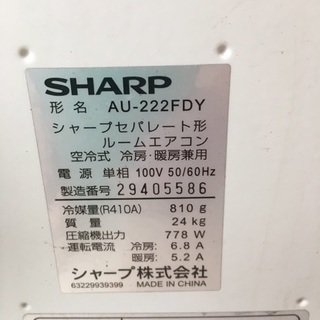 SHARP
形名 AU-222FDY
シャープセパレート形
ルームエアコン
空冷式 冷房・暖房兼用
電源 単相 100V 50/60Hz
製造番号 29405586
冷媒量(R410A) 810 g
質量 24 kg
圧縮機出力 778 W
運転電流 冷房: 6.8 A
暖房: 5.2 A
シャープ株式会社
63229939399 MADE IN CHINA